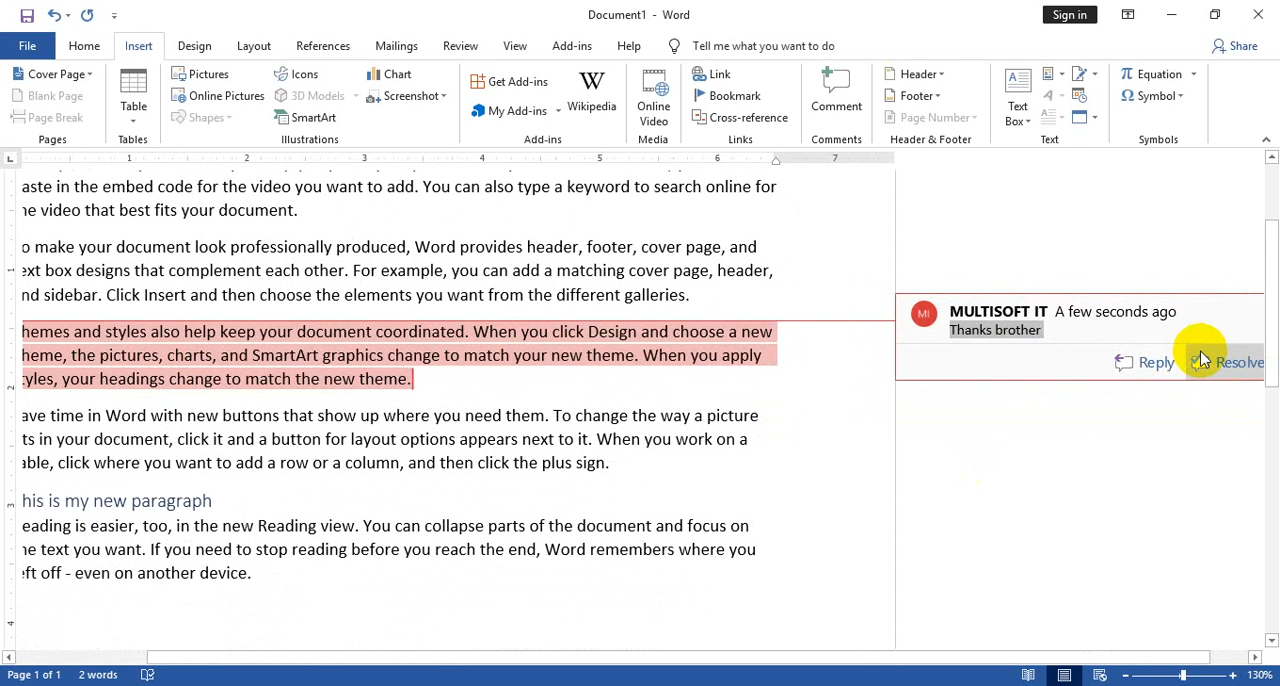 Document1 - Word
Sign in
File Home Insert Design Layout References Mailings Review View Add-ins Help Tell me what you want to do Share
Cover Page
Blank Page
Page Break
Pages
Table
Tables
Pictures
Online Pictures
Shapes
Icons
3D Models
SmartArt
Chart
Screenshot
Illustrations
Get Add-ins
My Add-ins
Wikipedia
Add-ins
Online
Video
Media
Link
Bookmark
Cross-reference
Links
Comment
Comments
Header
Footer
Page Number
Header & Footer
Text
Box
Text
Equation
Symbol
Symbols
1 2 3 4 5 6 7
aste in the embed code for the video you want to add. You can also type a keyword to search online for
he video that best fits your document.
o make your document look professionally produced, Word provides header, footer, cover page, and
ext box designs that complement each other. For example, you can add a matching cover page, header,
nd sidebar. Click Insert and then choose the elements you want from the different galleries.
hemes and styles also help keep your document coordinated. When you click Design and choose a new
heme, the pictures, charts, and SmartArt graphics change to match your new theme. When you apply
tyles, your headings change to match the new theme.
ave time in Word with new buttons that show up where you need them. To change the way a picture
ts in your document, click it and a button for layout options appears next to it. When you work on a
able, click where you want to add a row or a column, and then click the plus sign.
his is my new paragraph
eading is easier, too, in the new Reading view. You can collapse parts of the document and focus on
he text you want. If you need to stop reading before you reach the end, Word remembers where you
eft off - even on another device.
MI
MULTISOFT IT A few seconds ago
Thanks brother
Reply Resolve
1
2
3
4
Page 1 of 1 2 words
130%